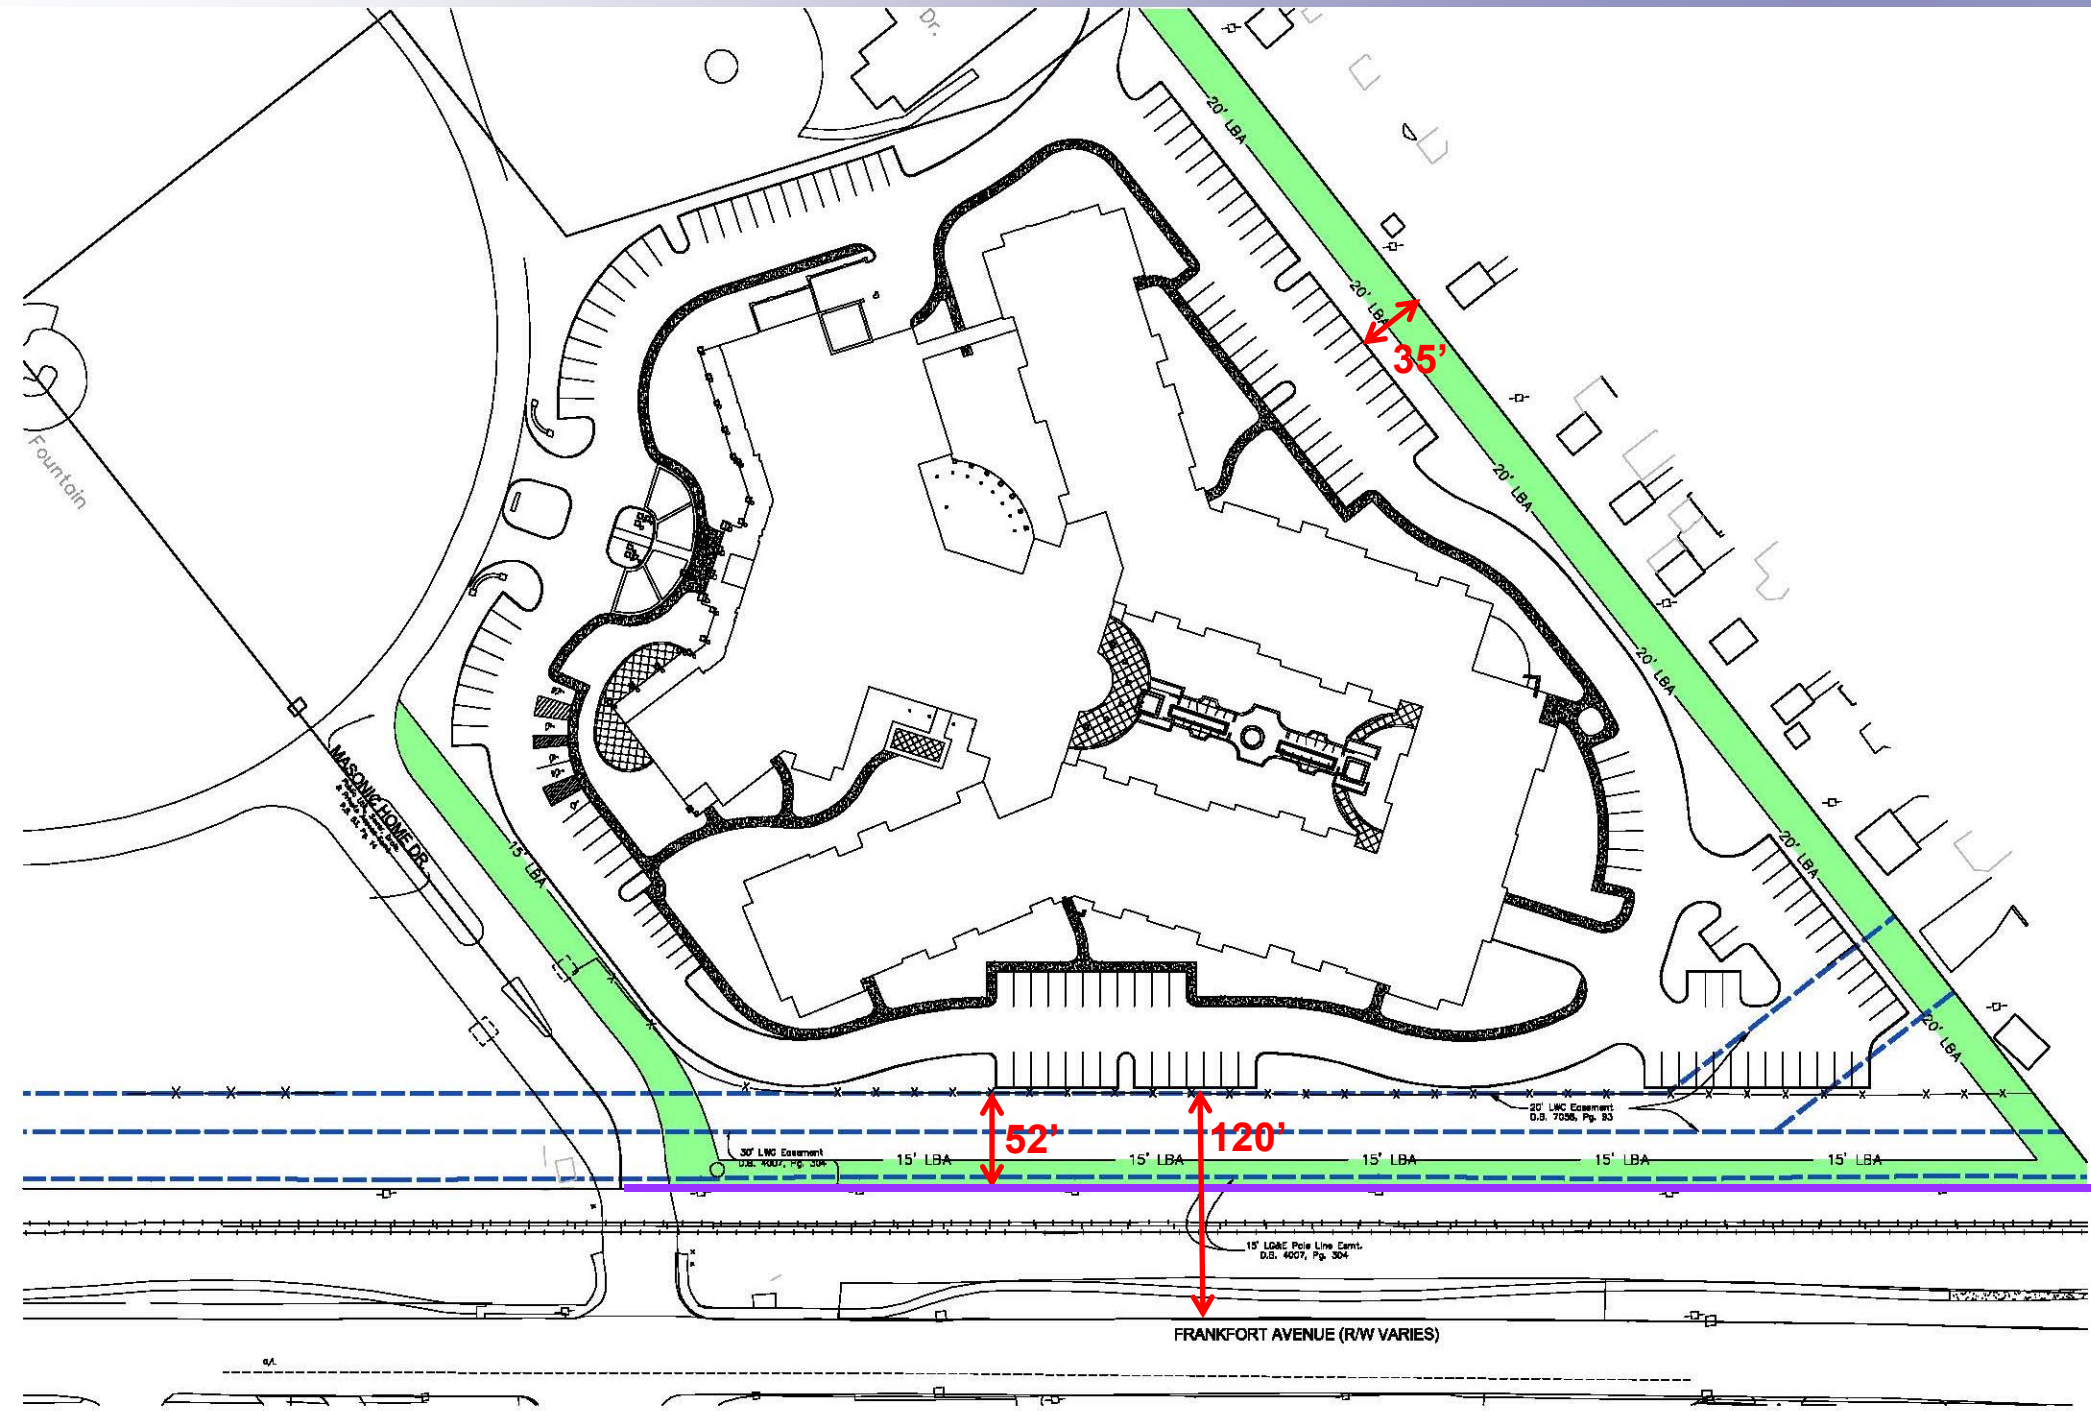 Dr.
20' LBA
20' LBA
35'
Fountain
20' LBA
20' LBA
MASONIC HOME DR.
15' LBA
20' LBA
20' LBA
20' LWC Easement
D.B. 7056, Pg. 93
52'
120'
30' LWC Easement
D.B. 4007, Pg. 304
15' LBA
15' LBA
15' LBA
15' LBA
15' LBA
15' LG&E Pole Line Esmt.
D.B. 4007, Pg. 304
FRANKFORT AVENUE (R/W VARIES)